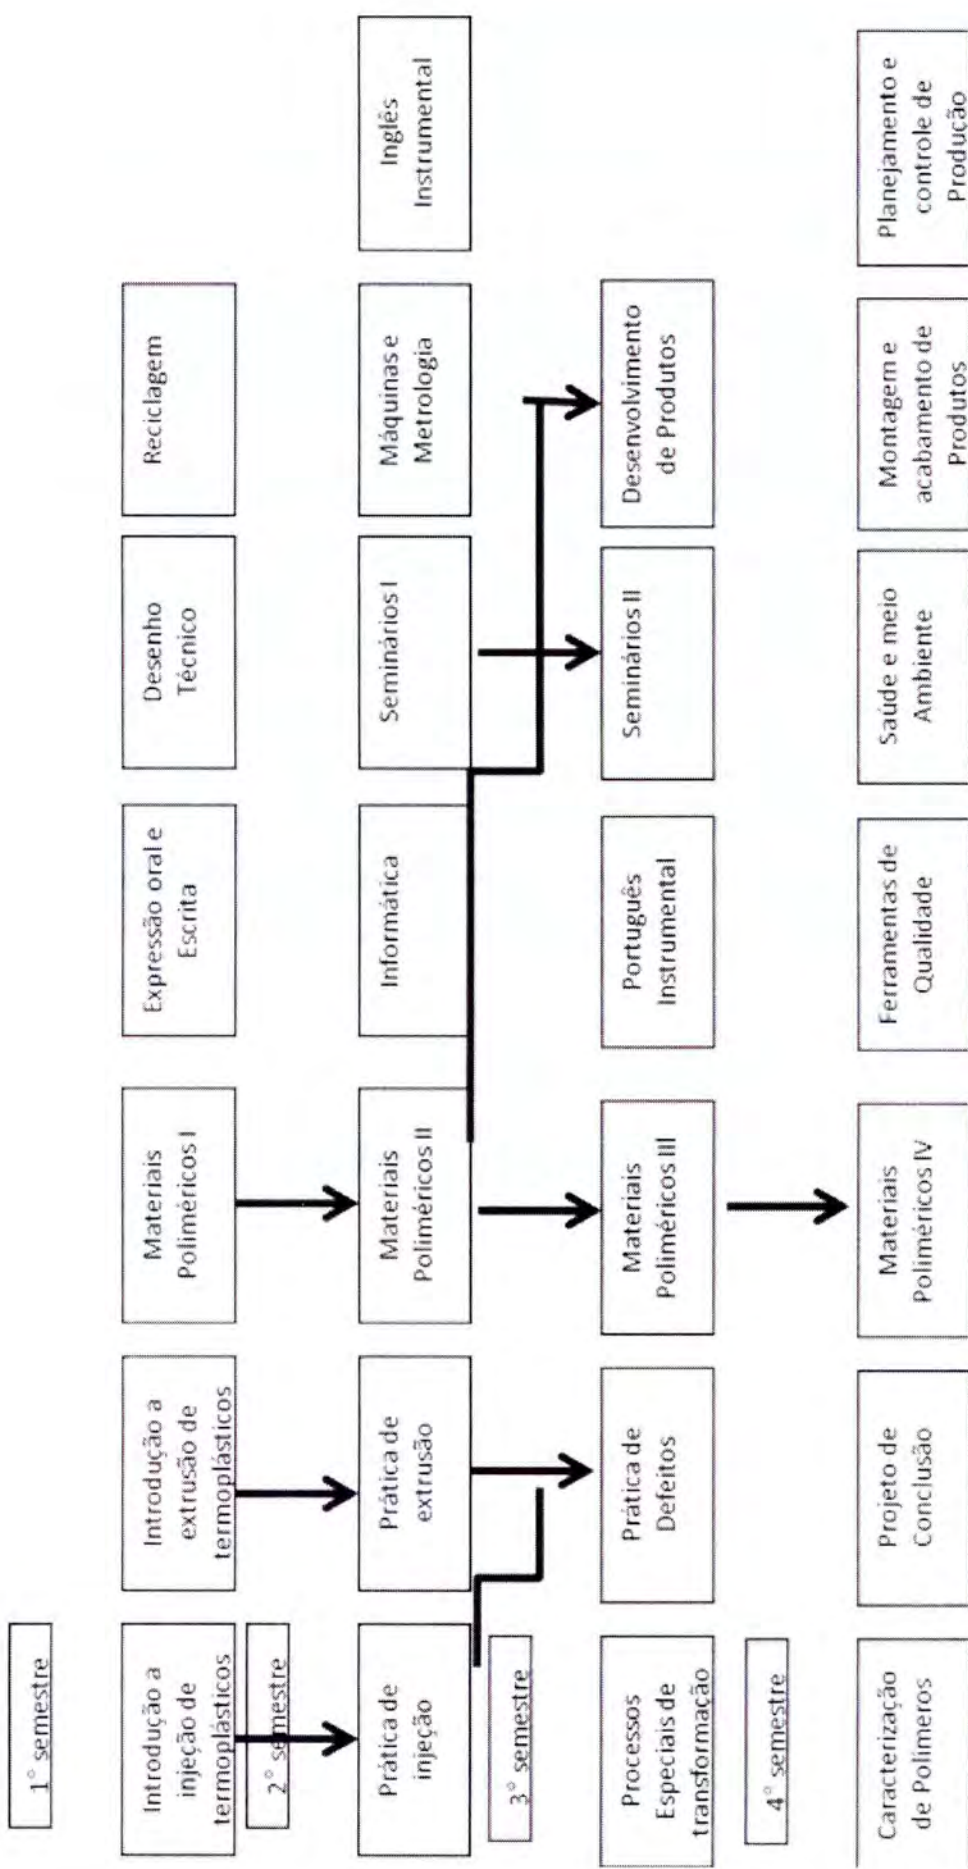 1° semestre
Introdução a
injeção de
termoplásticos
Introdução a
extrusão de
termoplásticos
Materiais
Poliméricos I
Expressão oral e
Escrita
Desenho
Técnico
Reciclagem
2° semestre
Prática de
injeção
Prática de
extrusão
Materiais
Poliméricos II
Informática
Seminários I
Máquinas e
Metrologia
Inglês
Instrumental
3° semestre
Processos
Especiais de
transformação
Prática de
Defeitos
Materiais
Poliméricos III
Português
Instrumental
Seminários II
Desenvolvimento
de Produtos
4° semestre
Caracterização
de Polimeros
Projeto de
Conclusão
Materiais
Poliméricos IV
Ferramentas de
Qualidade
Saúde e meio
Ambiente
Montagem e
acabamento de
Produtos
Planejamento e
controle de
Produção